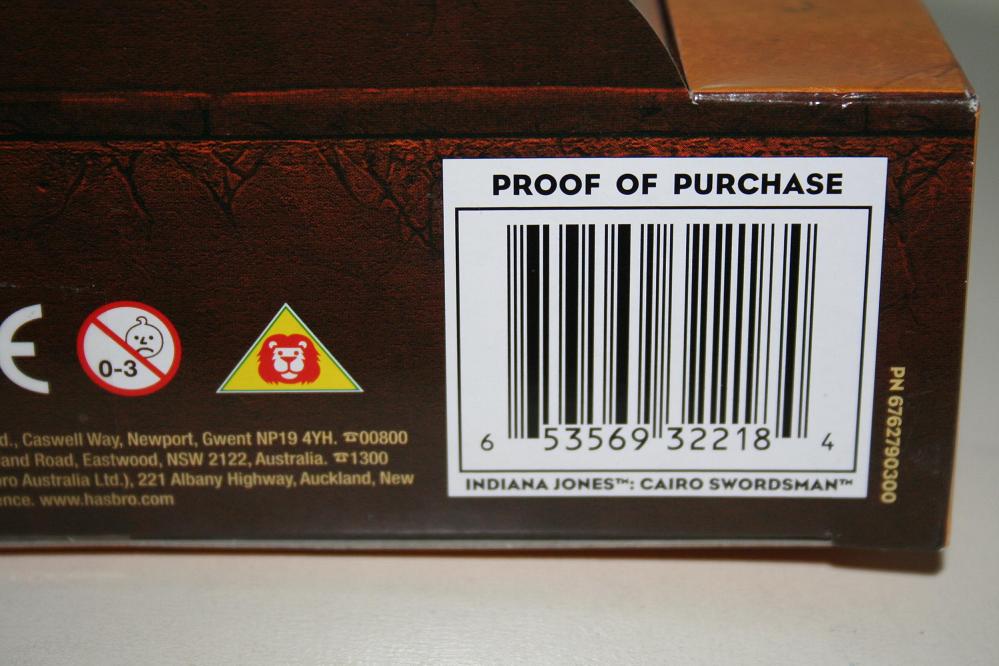 PROOF OF PURCHASE
6 53569 32218 4
INDIANA JONES™: CAIRO SWORDSMAN™
PN 6762790300
CE
0-3
d., Caswell Way, Newport, Gwent NP19 4YH. ☎00800
and Road, Eastwood, NSW 2122, Australia. ☎1300
ro Australia Ltd.), 221 Albany Highway, Auckland, New
ence. www.hasbro.com